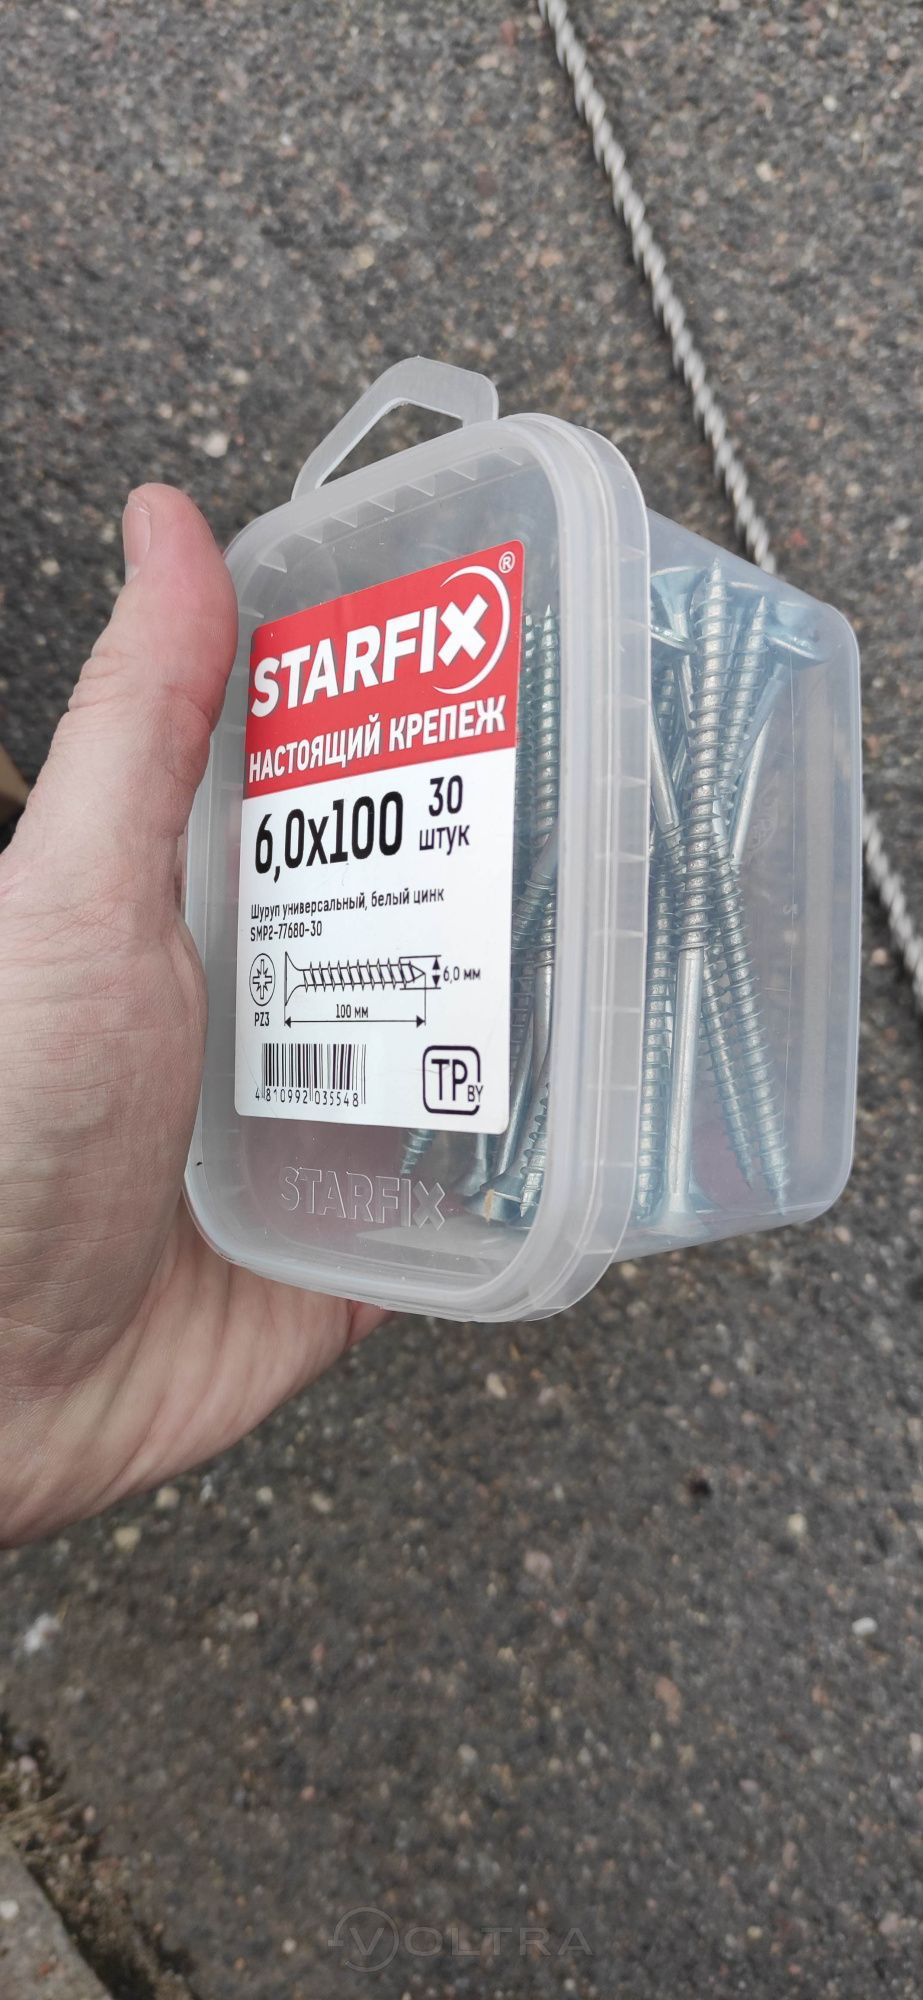 STARFIX®
НАСТОЯЩИЙ КРЕПЕЖ
6,0x100 30 штук
Шуруп универсальный, белый цинк
SMP2-77680-30
6,0 мм
100 мм
PZ3
4 810992 035548
ТР BY
STARFIX
VOLTRA